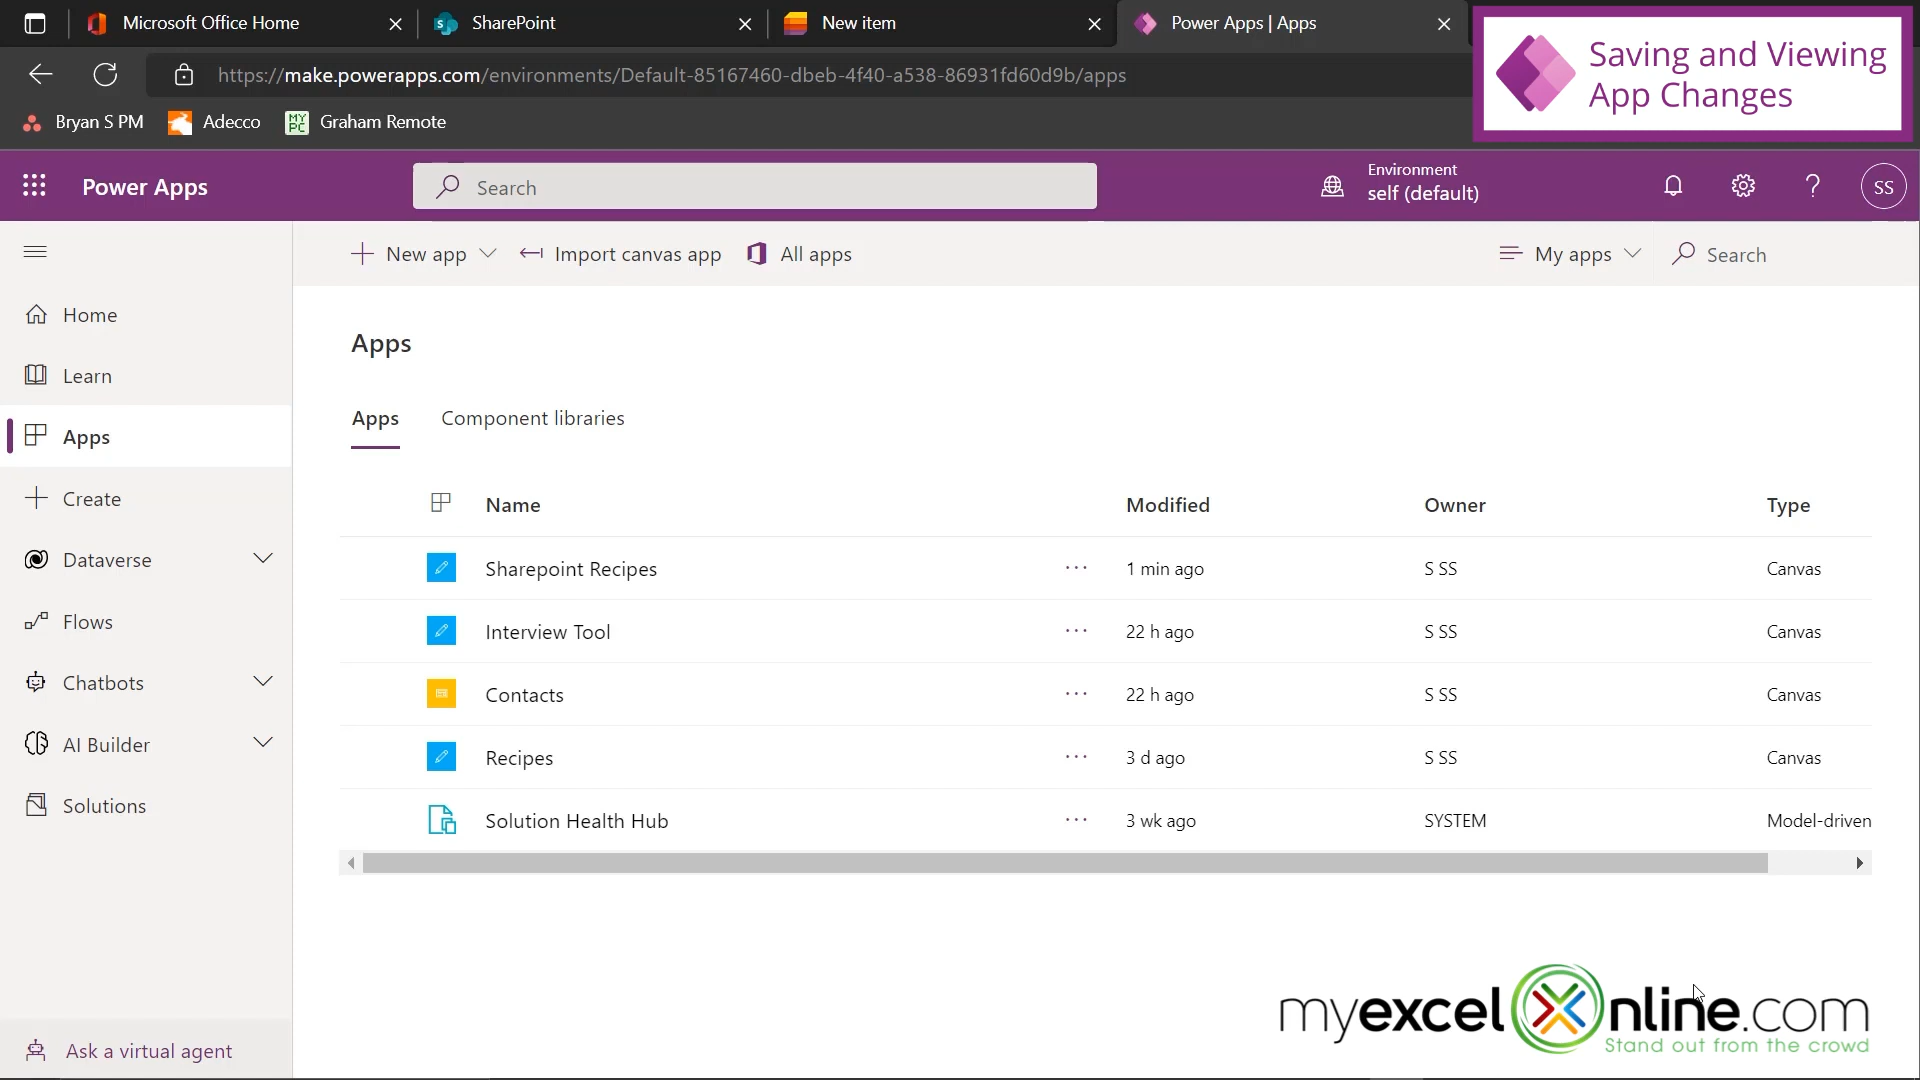 Microsoft Office Home
SharePoint
New item
Power Apps | Apps
Saving and Viewing
App Changes
https://make.powerapps.com/environments/Default-85167460-dbeb-4f40-a538-86931fd60d9b/apps
Bryan S PM
Adecco
MY PC
Graham Remote
Power Apps
Search
Environment
self (default)
?
SS
New app
Import canvas app
All apps
My apps
Search
Home
Learn
Apps
Create
Dataverse
Flows
Chatbots
AI Builder
Solutions
Ask a virtual agent
Apps
Apps
Component libraries
Name Modified Owner Type
Sharepoint Recipes ... 1 min ago S SS Canvas
Interview Tool ... 22 h ago S SS Canvas
Contacts ... 22 h ago S SS Canvas
Recipes ... 3 d ago S SS Canvas
Solution Health Hub ... 3 wk ago SYSTEM Model-driven
myexcelXnline.com
Stand out from the crowd